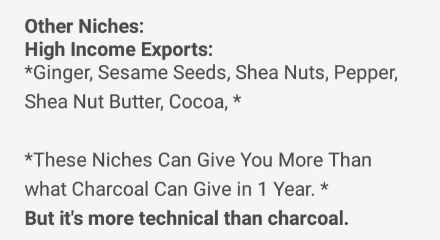 Other Niches:
High Income Exports:
*Ginger, Sesame Seeds, Shea Nuts, Pepper,
Shea Nut Butter, Cocoa, *
*These Niches Can Give You More Than
what Charcoal Can Give in 1 Year. *
But it's more technical than charcoal.